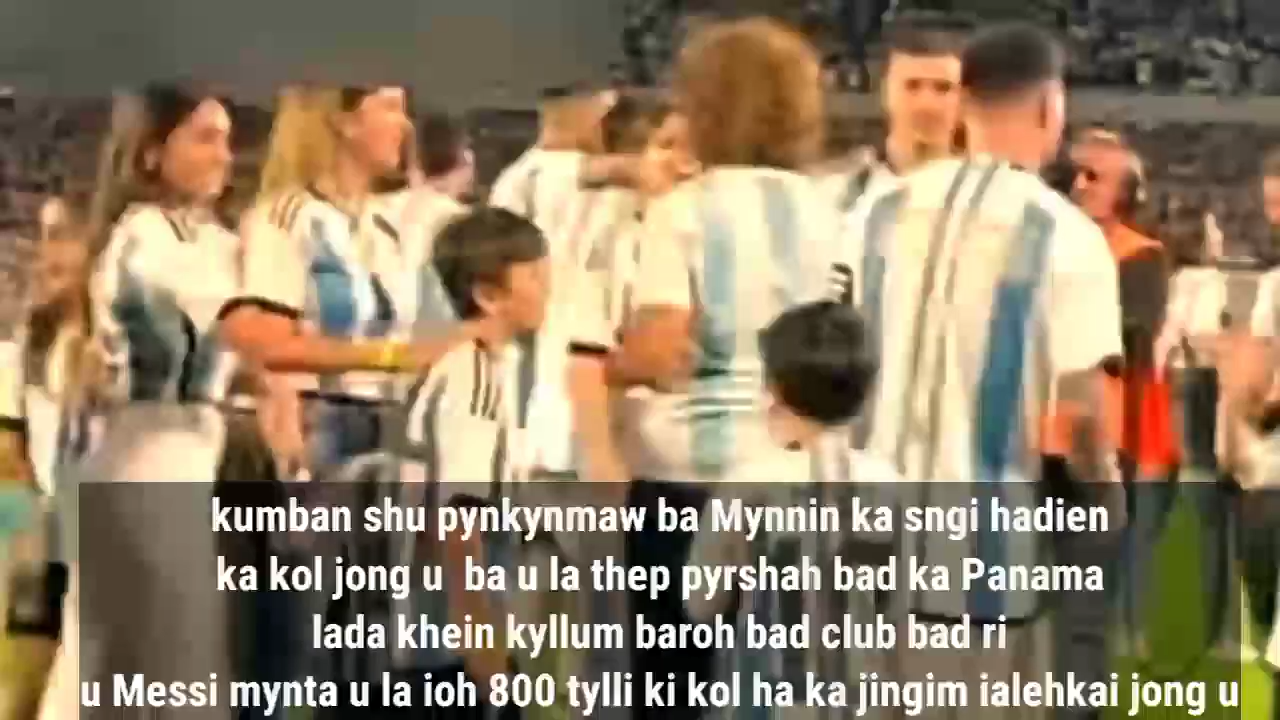 kumban shu pynkynmaw ba Mynnin ka sngi hadien
ka kol jong u ba u la thep pyrshah bad ka Panama
lada khein kyllum baroh bad club bad ri
u Messi mynta u la ioh 800 tylli ki kol ha ka jingim ialehkai jong u